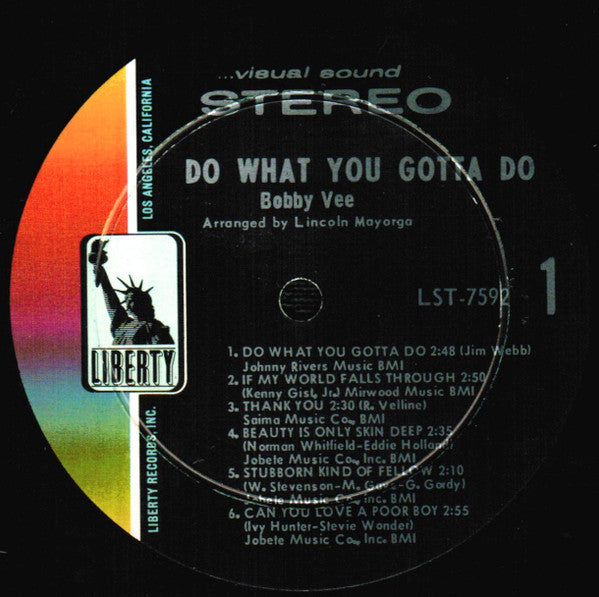 ...visual sound
STEREO
DO WHAT YOU GOTTA DO
Bobby Vee
Arranged by Lincoln Mayorga
LOS ANGELES, CALIFORNIA
LIBERTY
LIBERTY RECORDS, INC.
LST-7592
1
1. DO WHAT YOU GOTTA DO 2:48 (Jim Webb)
Johnny Rivers Music BMI
2. IF MY WORLD FALLS THROUGH 2:50
(Kenny Gist, Jr.) Mirwood Music BMI
3. THANK YOU 2:30 (R. Velline)
Saima Music Co., BMI
4. BEAUTY IS ONLY SKIN DEEP 2:35
(Norman Whitfield-Eddie Holland)
Jobete Music Co., Inc. BMI
5. STUBBORN KIND OF FELLOW 2:10
(W. Stevenson-M. Gaye-G. Gordy)
Jobete Music Co., Inc. BMI
6. CAN YOU LOVE A POOR BOY 2:55
(Ivy Hunter-Stevie Wonder)
Jobete Music Co., Inc. BMI